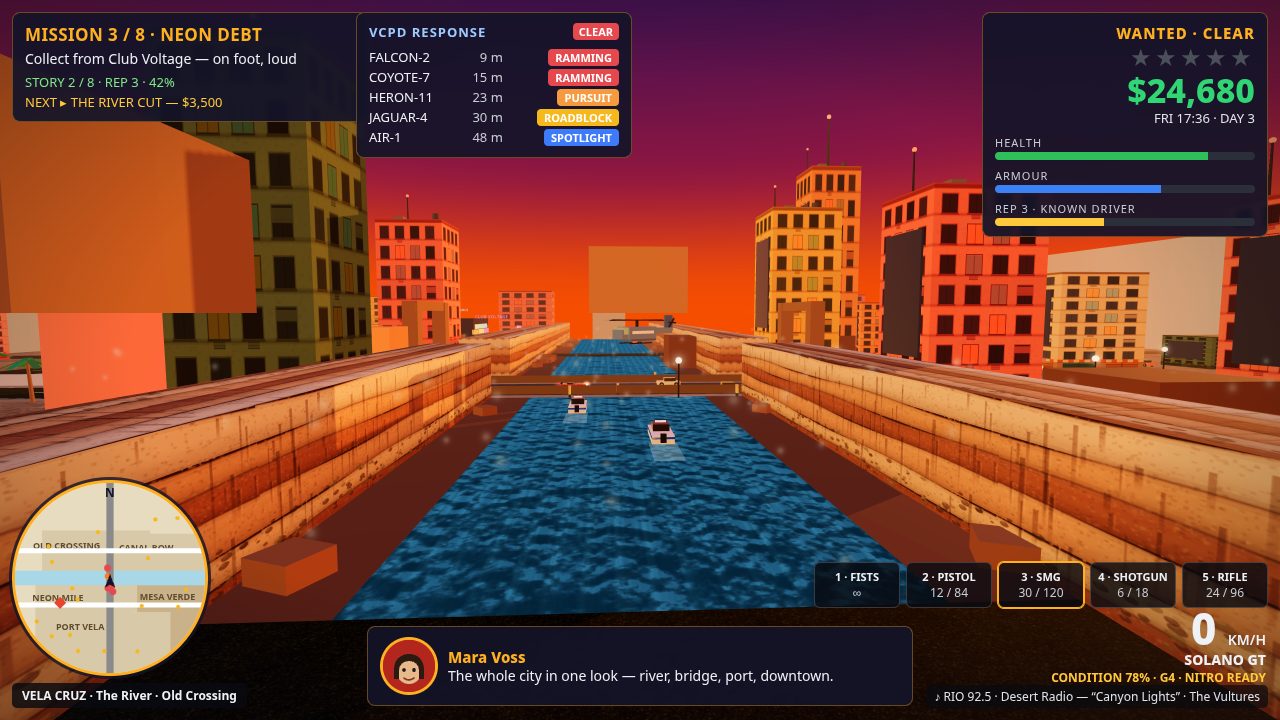 MISSION 3 / 8 · NEON DEBT
Collect from Club Voltage — on foot, loud
STORY 2 / 8 · REP 3 · 42%
NEXT ▸ THE RIVER CUT — $3,500
VCPD RESPONSE
CLEAR
FALCON-2 9 m RAMMING
COYOTE-7 15 m RAMMING
HERON-11 23 m PURSUIT
JAGUAR-4 30 m ROADBLOCK
AIR-1 48 m SPOTLIGHT
WANTED · CLEAR
★★★★★
$24,680
FRI 17:36 · DAY 3
HEALTH
ARMOUR
REP 3 · KNOWN DRIVER
N
OLD CROSSING
CANAL ROW
NEON MILE
MESA VERDE
PORT VELA
VELA CRUZ · The River · Old Crossing
Mara Voss
The whole city in one look — river, bridge, port, downtown.
1 · FISTS
∞
2 · PISTOL
12 / 84
3 · SMG
30 / 120
4 · SHOTGUN
6 / 18
5 · RIFLE
24 / 96
0 KM/H
SOLANO GT
CONDITION 78% · G4 · NITRO READY
♪ RIO 92.5 · Desert Radio — “Canyon Lights” · The Vultures